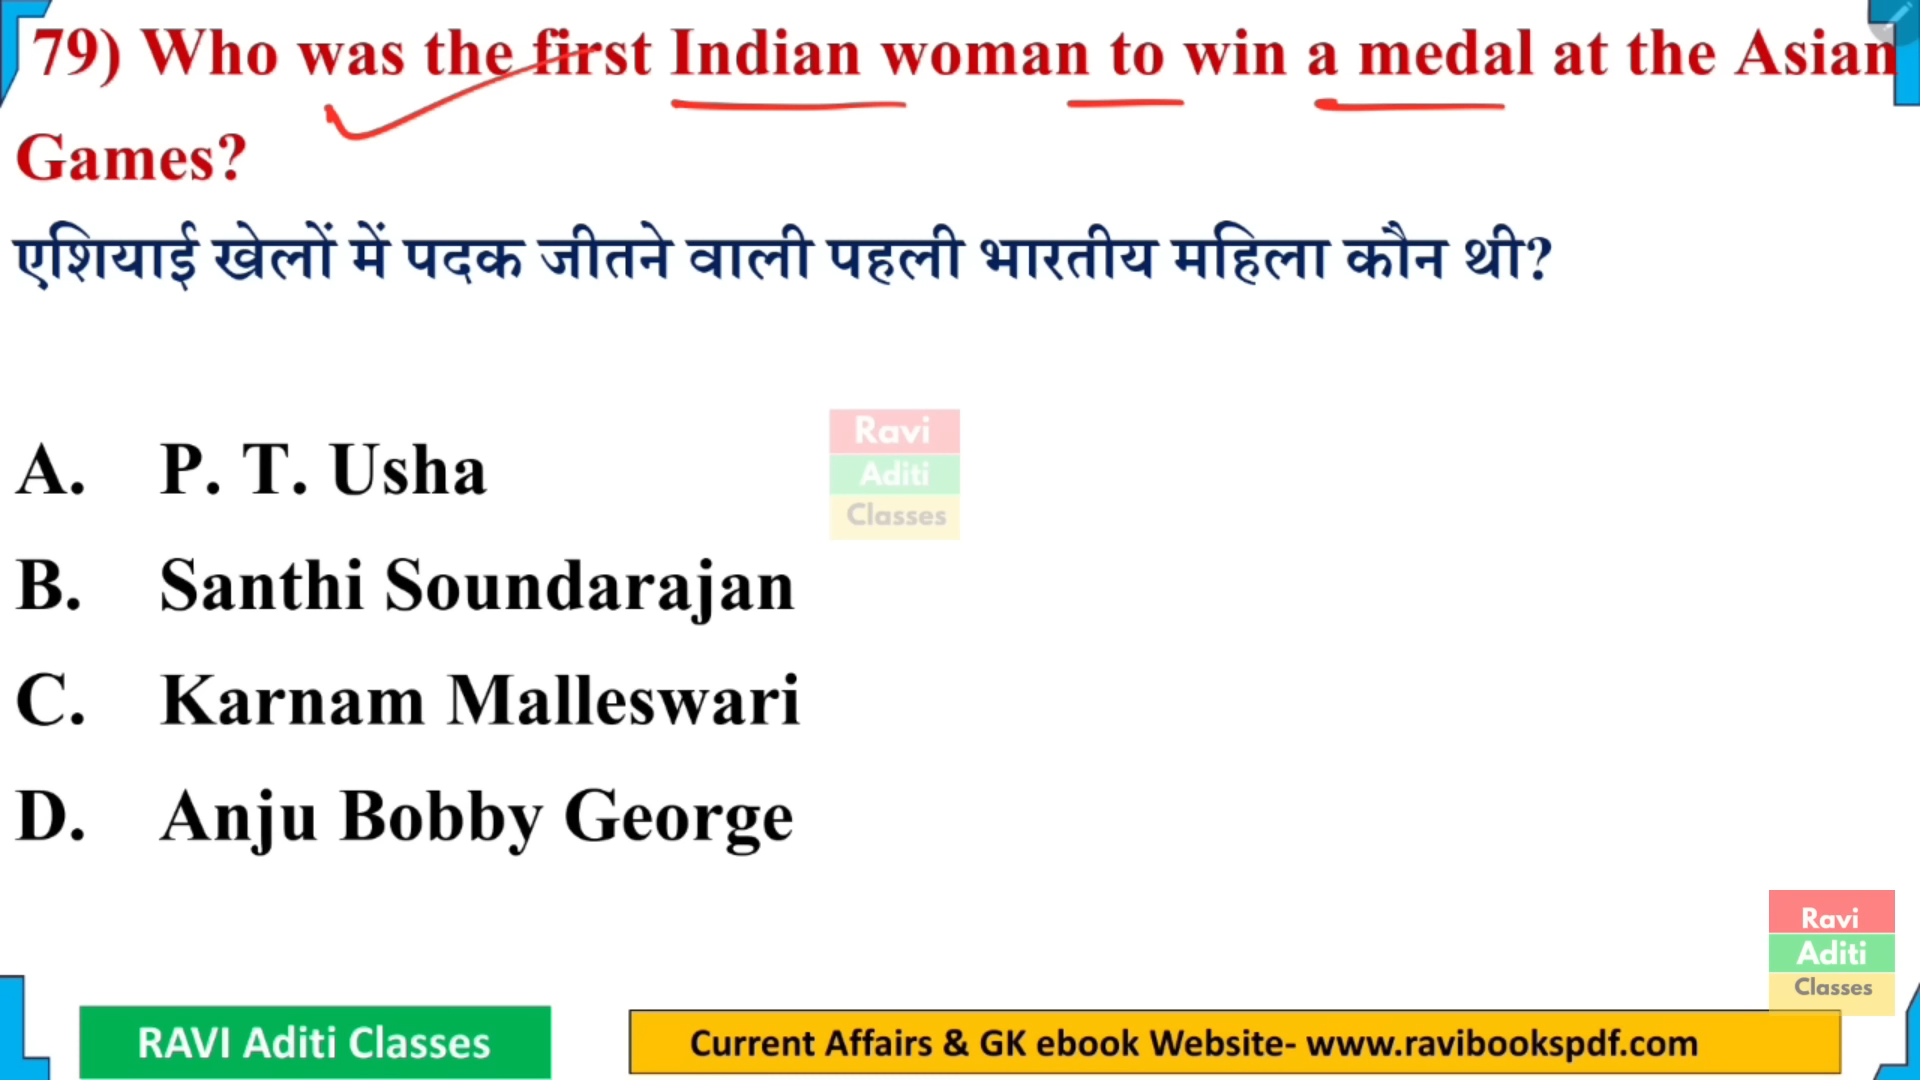 79) Who was the first Indian woman to win a medal at the Asian
Games?
एशियाई खेलों में पदक जीतने वाली पहली भारतीय महिला कौन थी?
A. P. T. Usha
B. Santhi Soundarajan
C. Karnam Malleswari
D. Anju Bobby George
Ravi
Aditi
Classes
Ravi
Aditi
Classes
RAVI Aditi Classes
Current Affairs & GK ebook Website- www.ravibookspdf.com